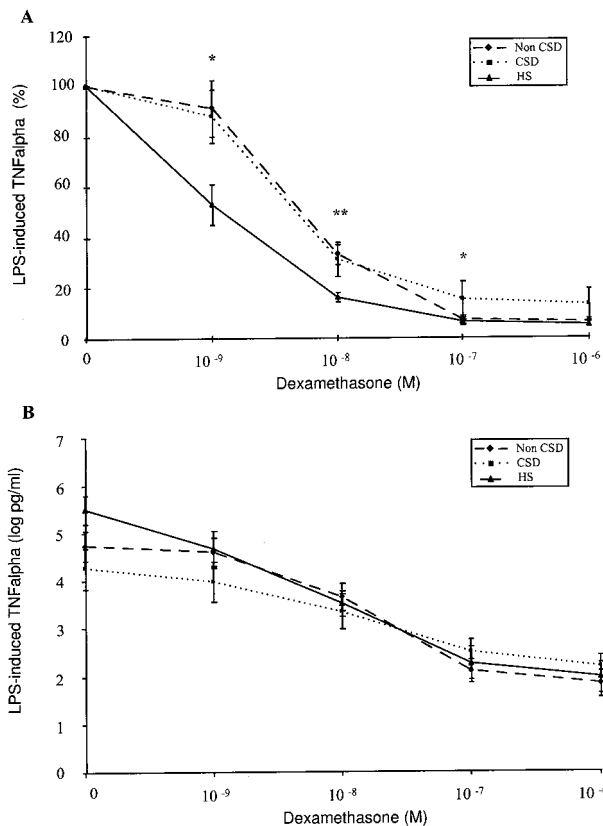 A
LPS-induced TNFalpha (%)
120
100
80
60
40
20
0
*
**
*
Non CSD
CSD
HS
0
10-9
10-8
10-7
10-6
Dexamethasone (M)
B
LPS-induced TNFalpha (log pg/ml)
7
6
5
4
3
2
1
0
Non CSD
CSD
HS
0
10-9
10-8
10-7
Dexamethasone (M)